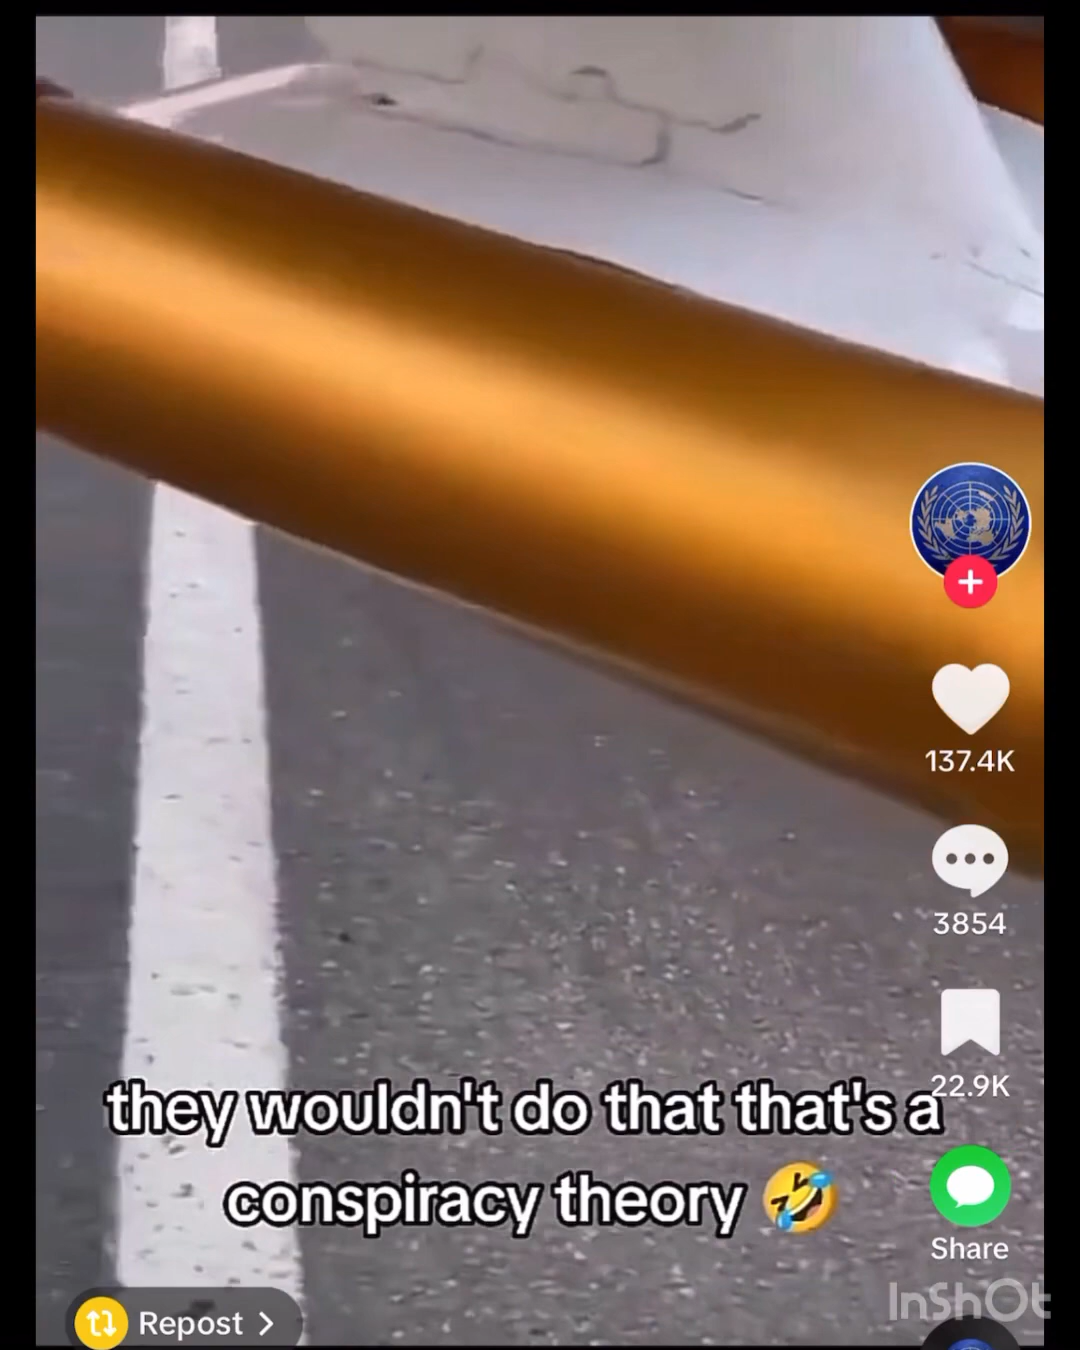 137.4K
3854
22.9K
they wouldn't do that that's a
conspiracy theory 🤣
Share
InShOt
Repost >